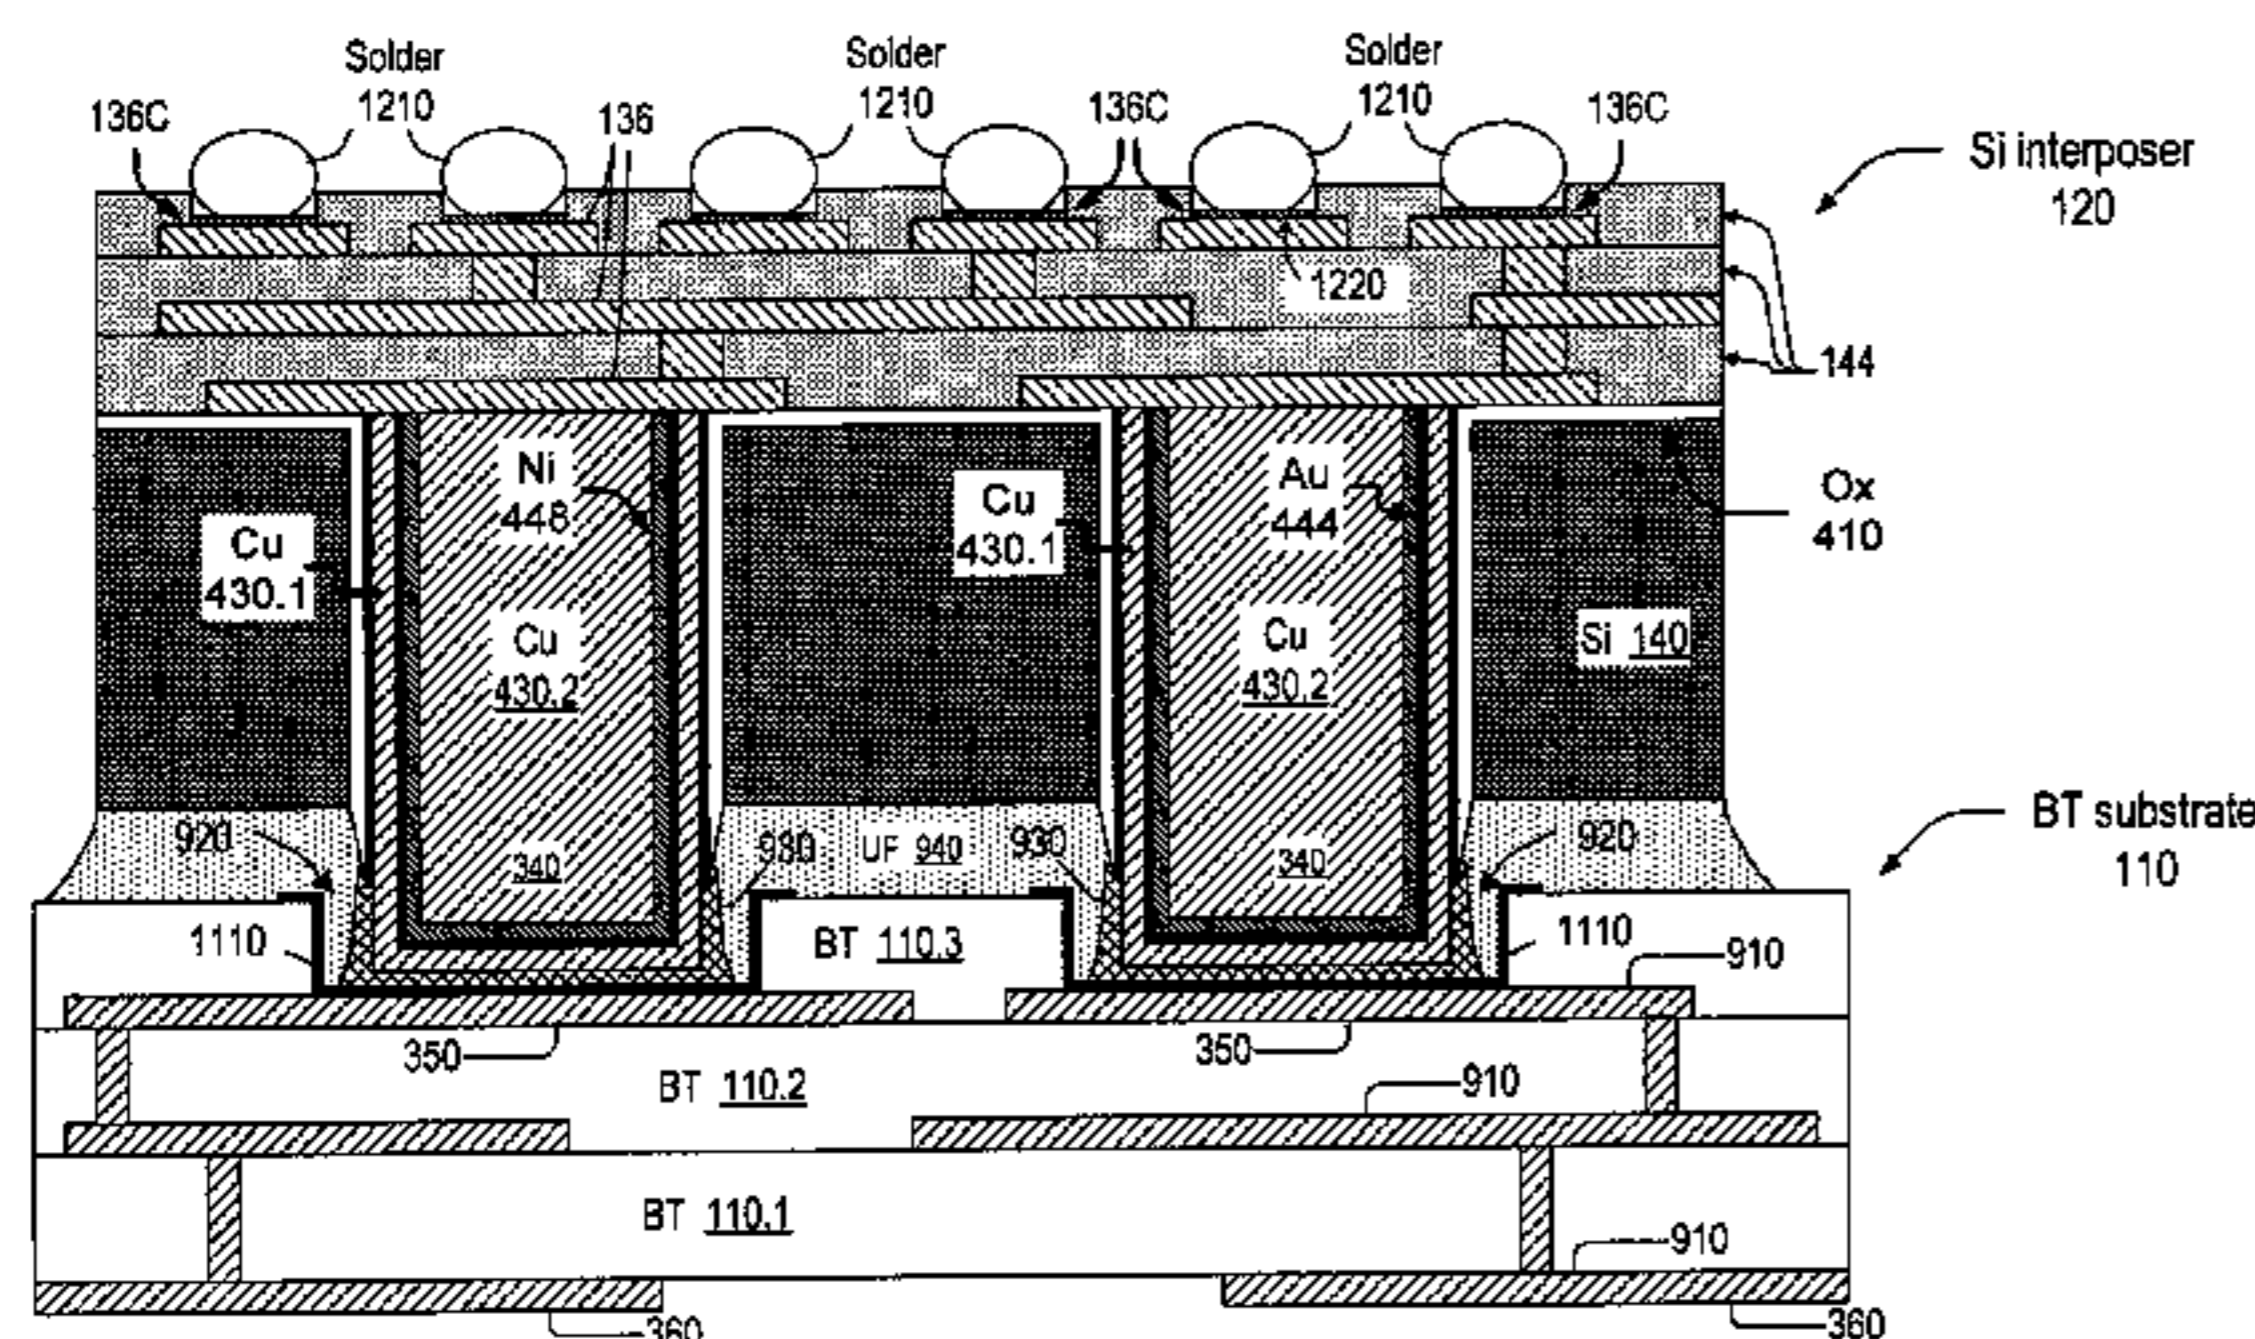 Solder
1210
Solder
1210
Solder
1210
136C
136
136C
136C
Si interposer
120
1220
144
Ni
448
Cu
430.1
Au
444
Ox
410
Cu
430.1
Cu
430.2
Cu
430.2
Si 140
BT substrate
110
920
930
UF 940
930
920
340
340
1110
BT 110.3
1110
910
350
350
BT 110.2
910
BT 110.1
910
360
360